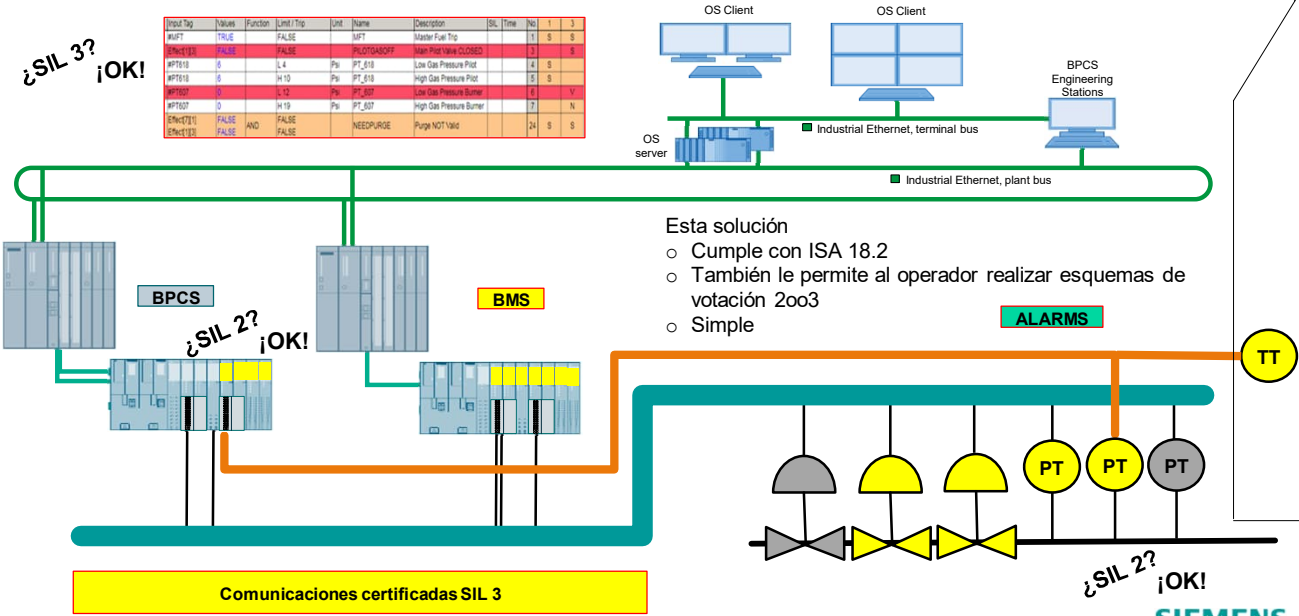 Input Tag Values Function Limit / Trip Unit Name Description SIL Time No 1 3
#MFT TRUE FALSE MFT Master Fuel Trip 1 S S
Effect[1][3] FALSE FALSE PILOTGASOFF Main Pilot Valve CLOSED 3 S
#PT618 6 L 4 Psi PT_618 Low Gas Pressure Pilot 4 S
#PT618 6 H 10 Psi PT_618 High Gas Pressure Pilot 5 S
#PT607 0 L 12 Psi PT_607 Low Gas Pressure Burner 6 V
#PT607 0 H 19 Psi PT_607 High Gas Pressure Burner 7 N
Effect[7][1] FALSE AND FALSE NEEDPURGE Purge NOT Valid 24 S S
Effect[1][3] FALSE FALSE
¿SIL 3?
¡OK!
OS Client
OS Client
BPCS
Engineering
Stations
Industrial Ethernet, terminal bus
OS
server
Industrial Ethernet, plant bus
Esta solución
○ Cumple con ISA 18.2
○ También le permite al operador realizar esquemas de
votación 2oo3
○ Simple
BPCS
BMS
ALARMS
¿SIL 2?
¡OK!
TT
PT
PT
PT
¿SIL 2?
¡OK!
Comunicaciones certificadas SIL 3
SIEMENS